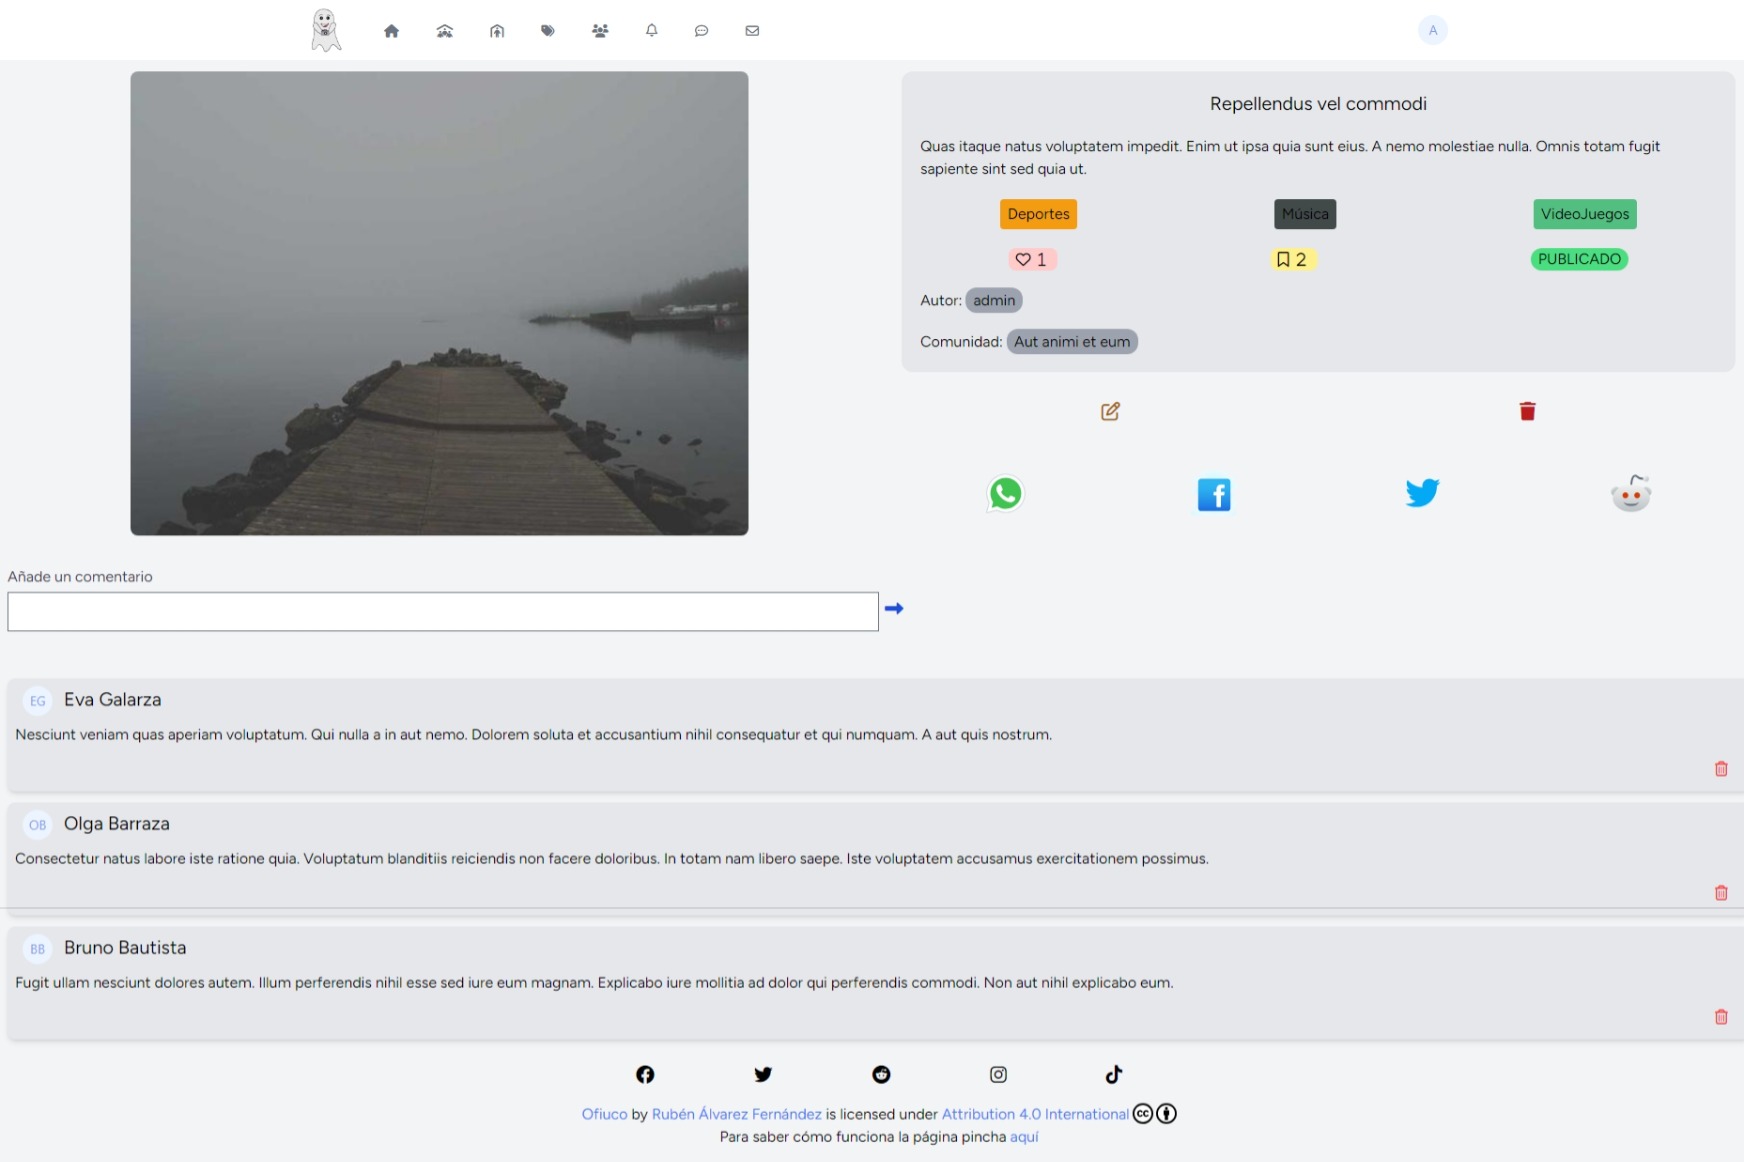 A
Repellendus vel commodi
Quas itaque natus voluptatem impedit. Enim ut ipsa quia sunt eius. A nemo molestiae nulla. Omnis totam fugit
sapiente sint sed quia ut.
Deportes Música VideoJuegos
1 2 PUBLICADO
Autor: admin
Comunidad: Aut animi et eum
Añade un comentario
EG Eva Galarza
Nesciunt veniam quas aperiam voluptatum. Qui nulla a in aut nemo. Dolorem soluta et accusantium nihil consequatur et qui numquam. A aut quis nostrum.
OB Olga Barraza
Consectetur natus labore iste ratione quia. Voluptatum blanditiis reiciendis non facere doloribus. In totam nam libero saepe. Iste voluptatem accusamus exercitationem possimus.
BB Bruno Bautista
Fugit ullam nesciunt dolores autem. Illum perferendis nihil esse sed iure eum magnam. Explicabo iure mollitia ad dolor qui perferendis commodi. Non aut nihil explicabo eum.
Ofiuco by Rubén Álvarez Fernández is licensed under Attribution 4.0 International cc
Para saber cómo funciona la página pincha aquí